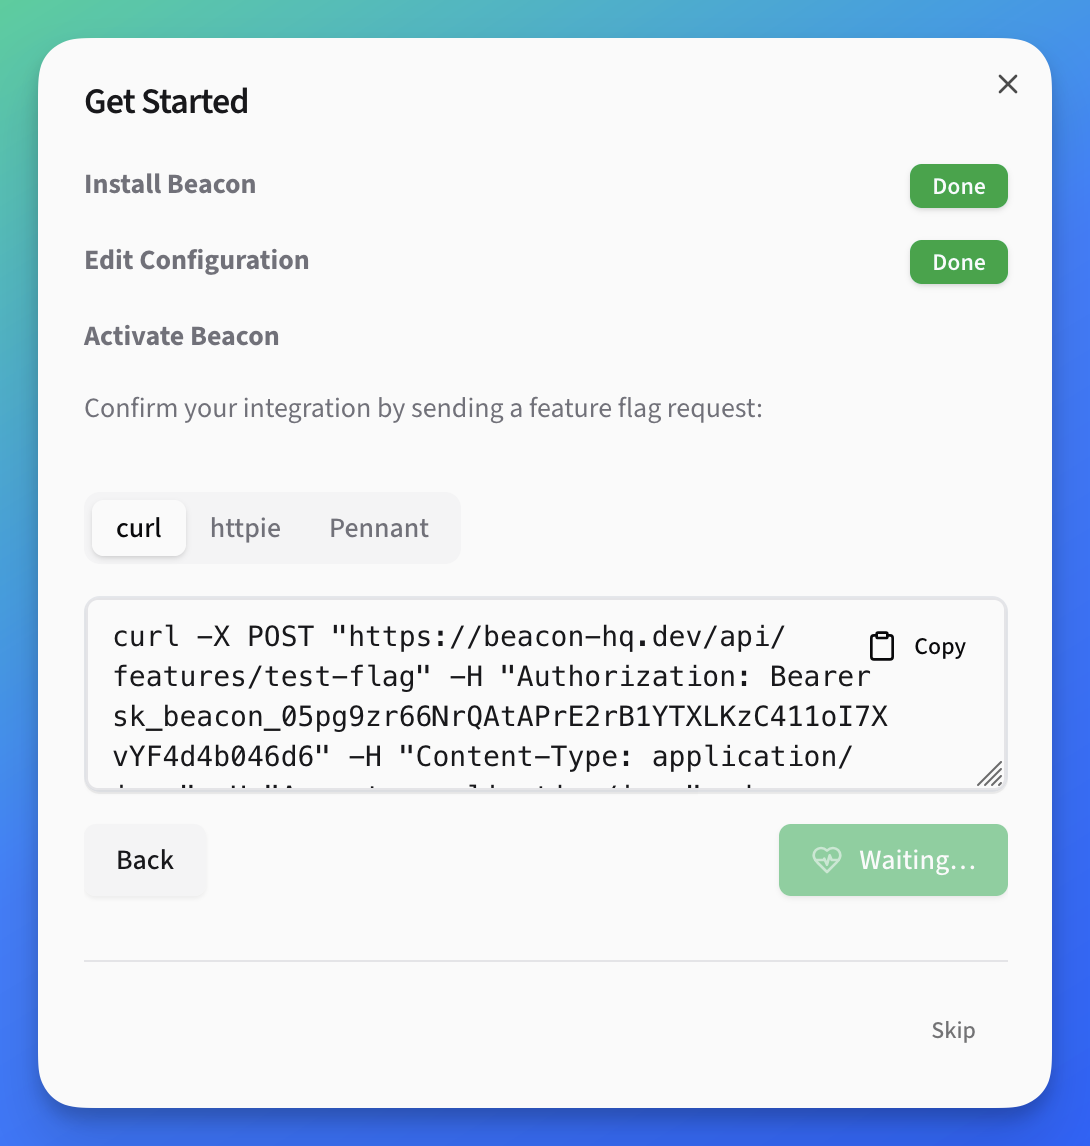 Get Started
Install Beacon
Done
Edit Configuration
Done
Activate Beacon
Confirm your integration by sending a feature flag request:
curl
httpie
Pennant
curl -X POST "https://beacon-hq.dev/api/
Copy
features/test-flag" -H "Authorization: Bearer
sk_beacon_05pg9zr66NrQAtAPrE2rB1YTXLKzC411oI7X
vYF4d4b046d6" -H "Content-Type: application/
Back
Waiting...
Skip